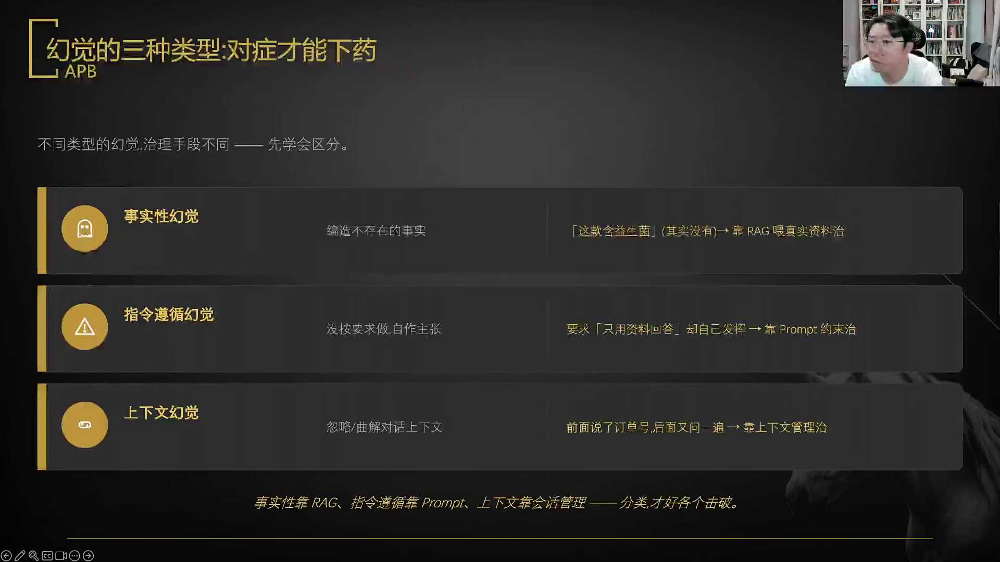 幻觉的三种类型:对症才能下药
APB
不同类型的幻觉,治理手段不同 —— 先学会区分。
事实性幻觉
编造不存在的事实
「这款含益生菌」(其实没有)→ 靠 RAG 喂真实资料治
指令遵循幻觉
没按要求做,自作主张
要求「只用资料回答」却自己发挥 → 靠 Prompt 约束治
上下文幻觉
忽略/曲解对话上下文
前面说了订单号,后面又问一遍 → 靠上下文管理治
事实性靠 RAG、指令遵循靠 Prompt、上下文靠会话管理 —— 分类,才好各个击破。
CC